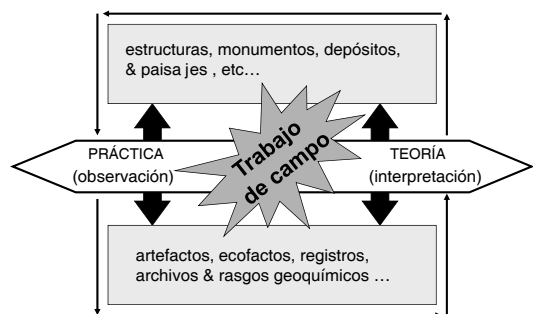 estructuras, monumentos, depósitos,
& paisa jes , etc…
PRÁCTICA
(observación)
Trabajo
de campo
TEORÍA
(interpretación)
artefactos, ecofactos, registros,
archivos & rasgos geoquímicos …